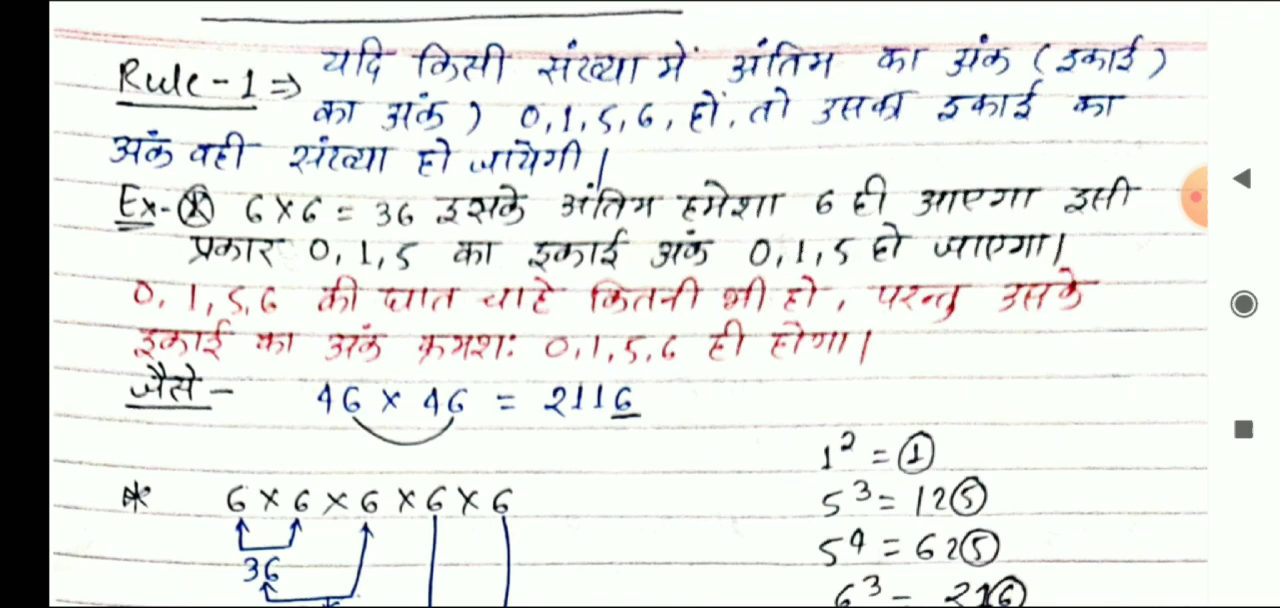 Rule-1⇒ यदि किसी संख्या में अंतिम का अंक (इकाई)
का अंक) 0,1,5,6, हों, तो उसका इकाई का
अंक वही संख्या हो जायेगी।
Ex-⊛ 6×6 = 36 इसके अंतिम हमेशा 6 ही आएगा इसी
प्रकार 0,1,5 का इकाई अंक 0,1,5 हो जाएगा।
0,1,5,6 की घात चाहे कितनी भी हो, परन्तु उसके
इकाई का अंक क्रमशः 0,1,5,6 ही होगा।
जैसे- 46 × 46 = 2116
1² = 1
* 6 × 6 × 6 × 6 × 6
5³ = 125
5⁴ = 625
36
6³ = 216